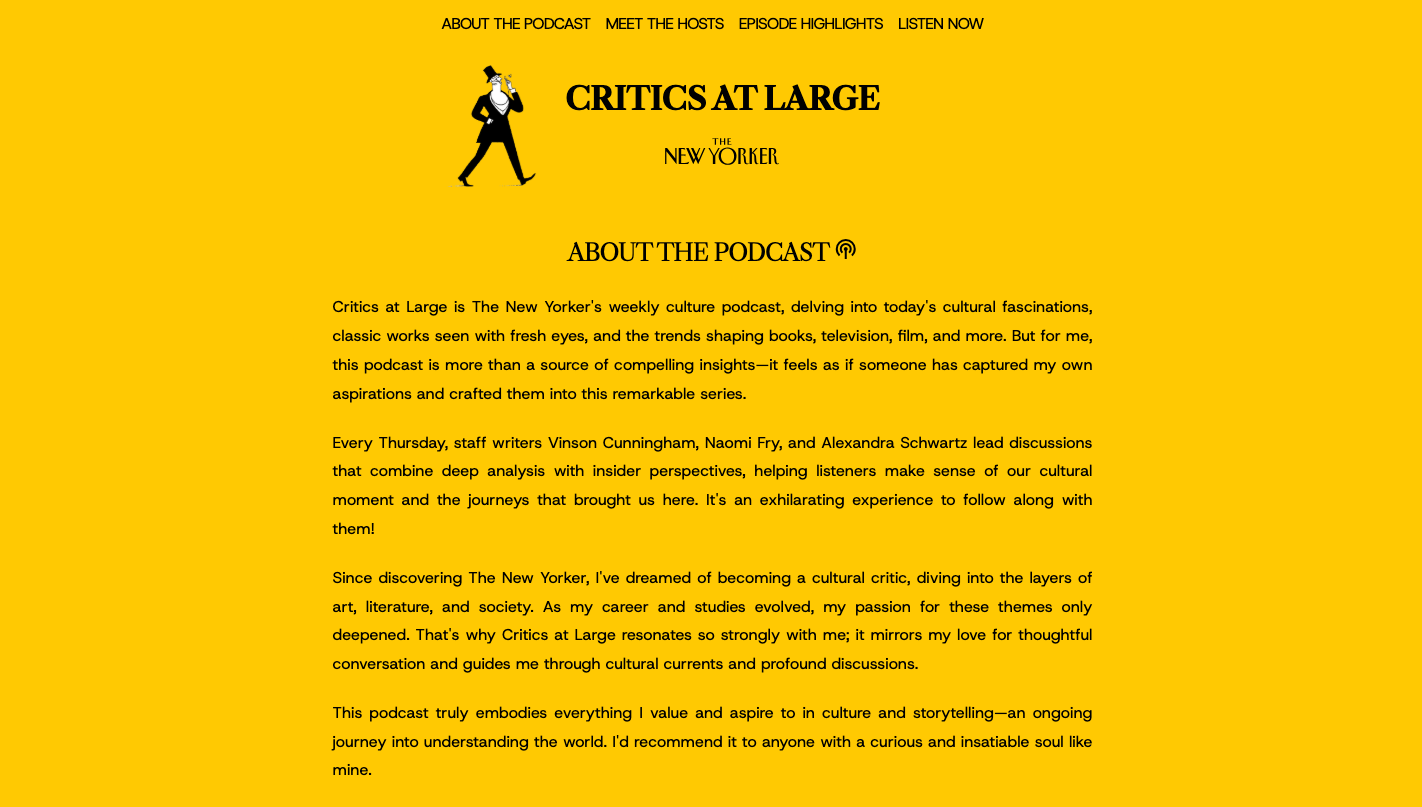 ABOUT THE PODCAST MEET THE HOSTS EPISODE HIGHLIGHTS LISTEN NOW
CRITICS AT LARGE
THE
NEW YORKER
ABOUT THE PODCAST
Critics at Large is The New Yorker's weekly culture podcast, delving into today's cultural fascinations,
classic works seen with fresh eyes, and the trends shaping books, television, film, and more. But for me,
this podcast is more than a source of compelling insights—it feels as if someone has captured my own
aspirations and crafted them into this remarkable series.
Every Thursday, staff writers Vinson Cunningham, Naomi Fry, and Alexandra Schwartz lead discussions
that combine deep analysis with insider perspectives, helping listeners make sense of our cultural
moment and the journeys that brought us here. It's an exhilarating experience to follow along with
them!
Since discovering The New Yorker, I've dreamed of becoming a cultural critic, diving into the layers of
art, literature, and society. As my career and studies evolved, my passion for these themes only
deepened. That's why Critics at Large resonates so strongly with me; it mirrors my love for thoughtful
conversation and guides me through cultural currents and profound discussions.
This podcast truly embodies everything I value and aspire to in culture and storytelling—an ongoing
journey into understanding the world. I'd recommend it to anyone with a curious and insatiable soul like
mine.